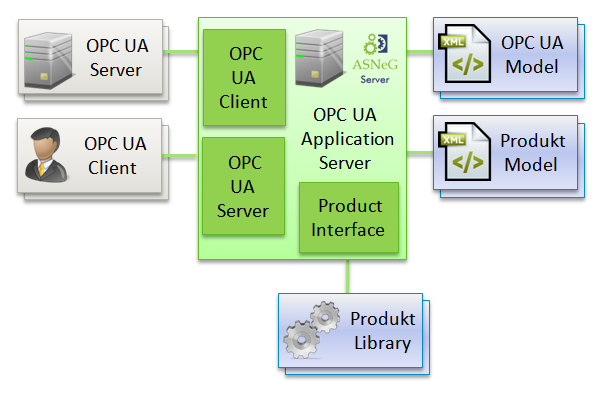 OPC UA
Server
OPC UA
Client
OPC
UA
Client
OPC
UA
Server
ASNeG
Server
OPC UA
Application
Server
Product
Interface
XML
</>
OPC UA
Model
XML
</>
Produkt
Model
Produkt
Library